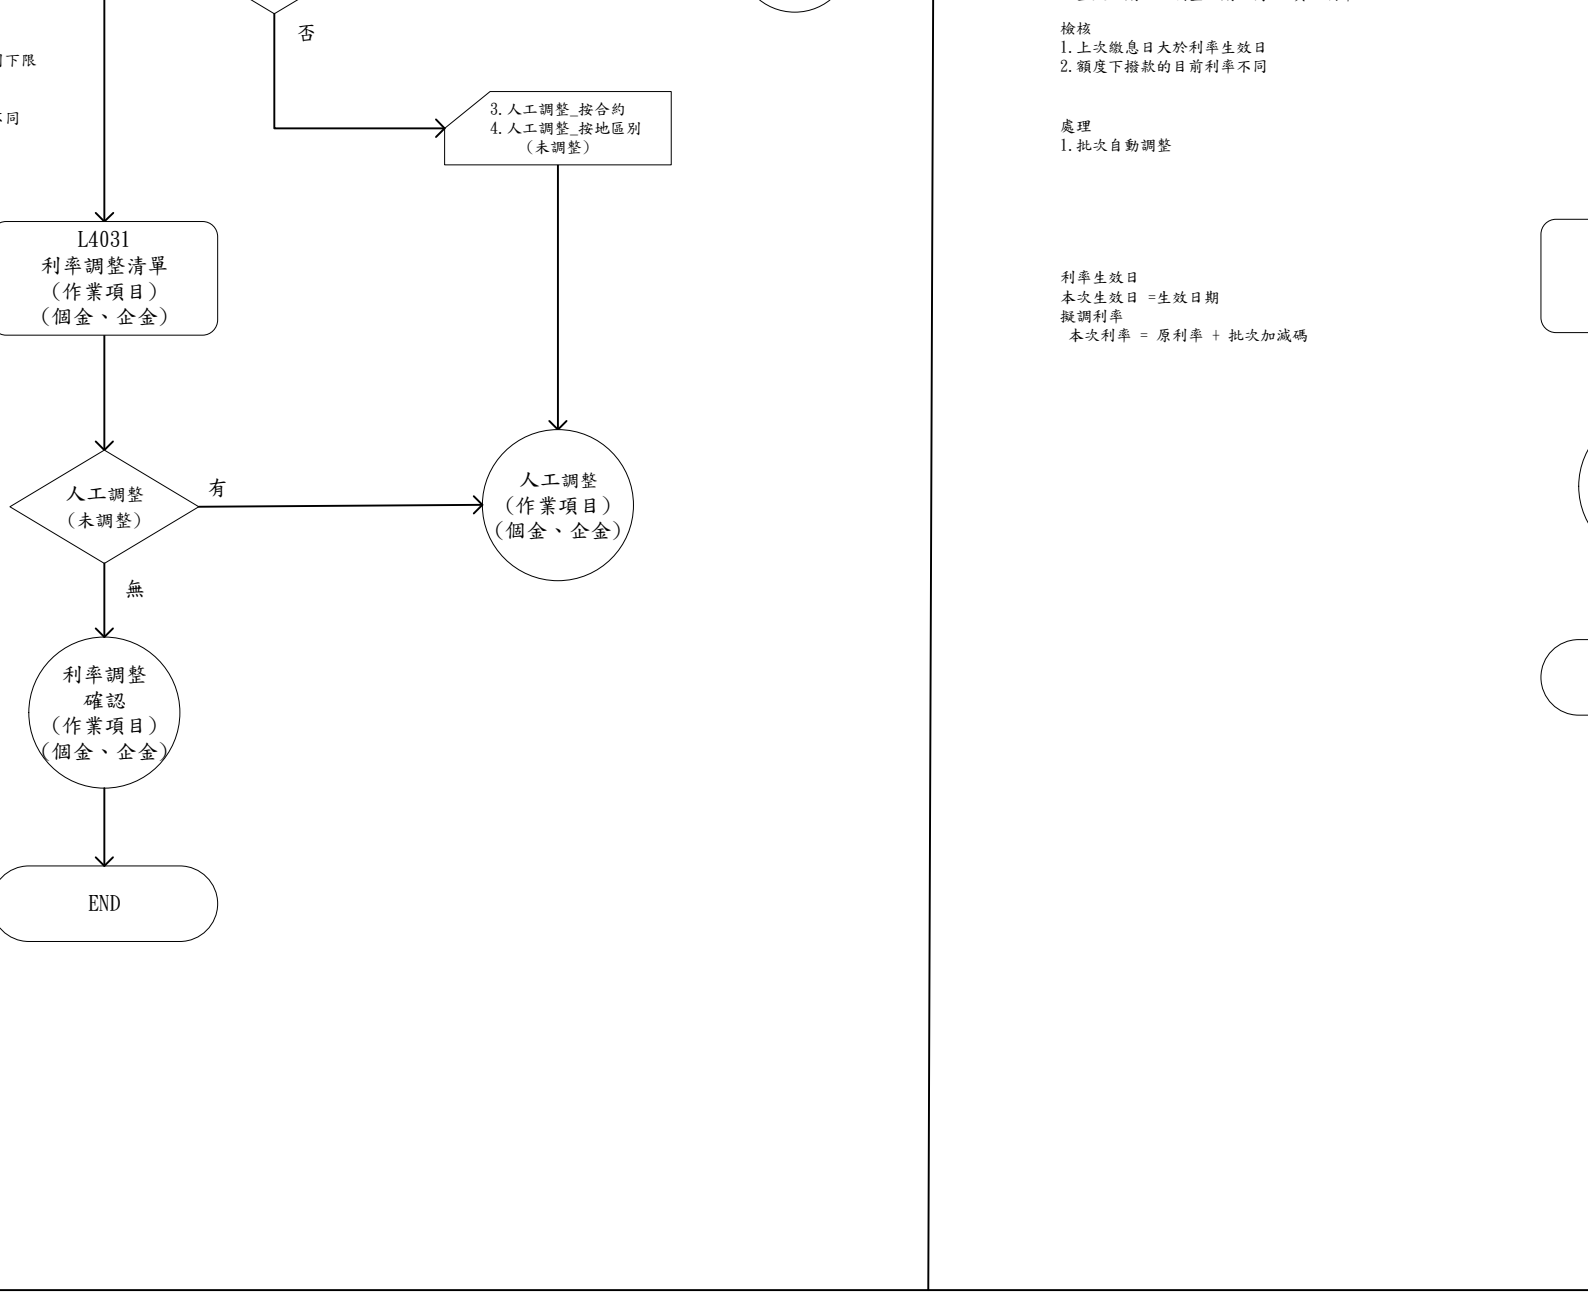 否
下限
同
3.人工調整_按合約
4.人工調整_按地區別
(未調整)
L4031
利率調整清單
(作業項目)
(個金、企金)
人工調整
(未調整)
有
無
人工調整
(作業項目)
(個金、企金)
利率調整
確認
(作業項目)
(個金、企金)
END
檢核
1.上次繳息日大於利率生效日
2.額度下撥款的目前利率不同
處理
1.批次自動調整
利率生效日
本次生效日 =生效日期
擬調利率
本次利率 = 原利率 + 批次加減碼